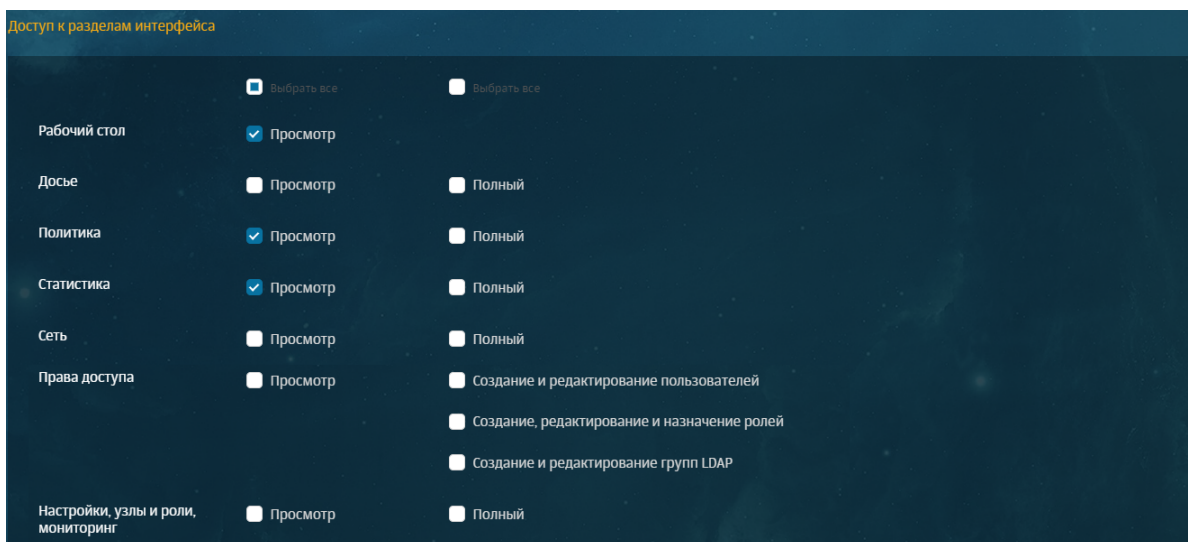 Доступ к разделам интерфейса
Выбрать все Выбрать все
Рабочий стол Просмотр
Досье Просмотр Полный
Политика Просмотр Полный
Статистика Просмотр Полный
Сеть Просмотр Полный
Права доступа Просмотр Создание и редактирование пользователей
Создание, редактирование и назначение ролей
Создание и редактирование групп LDAP
Настройки, узлы и роли, Просмотр Полный
мониторинг